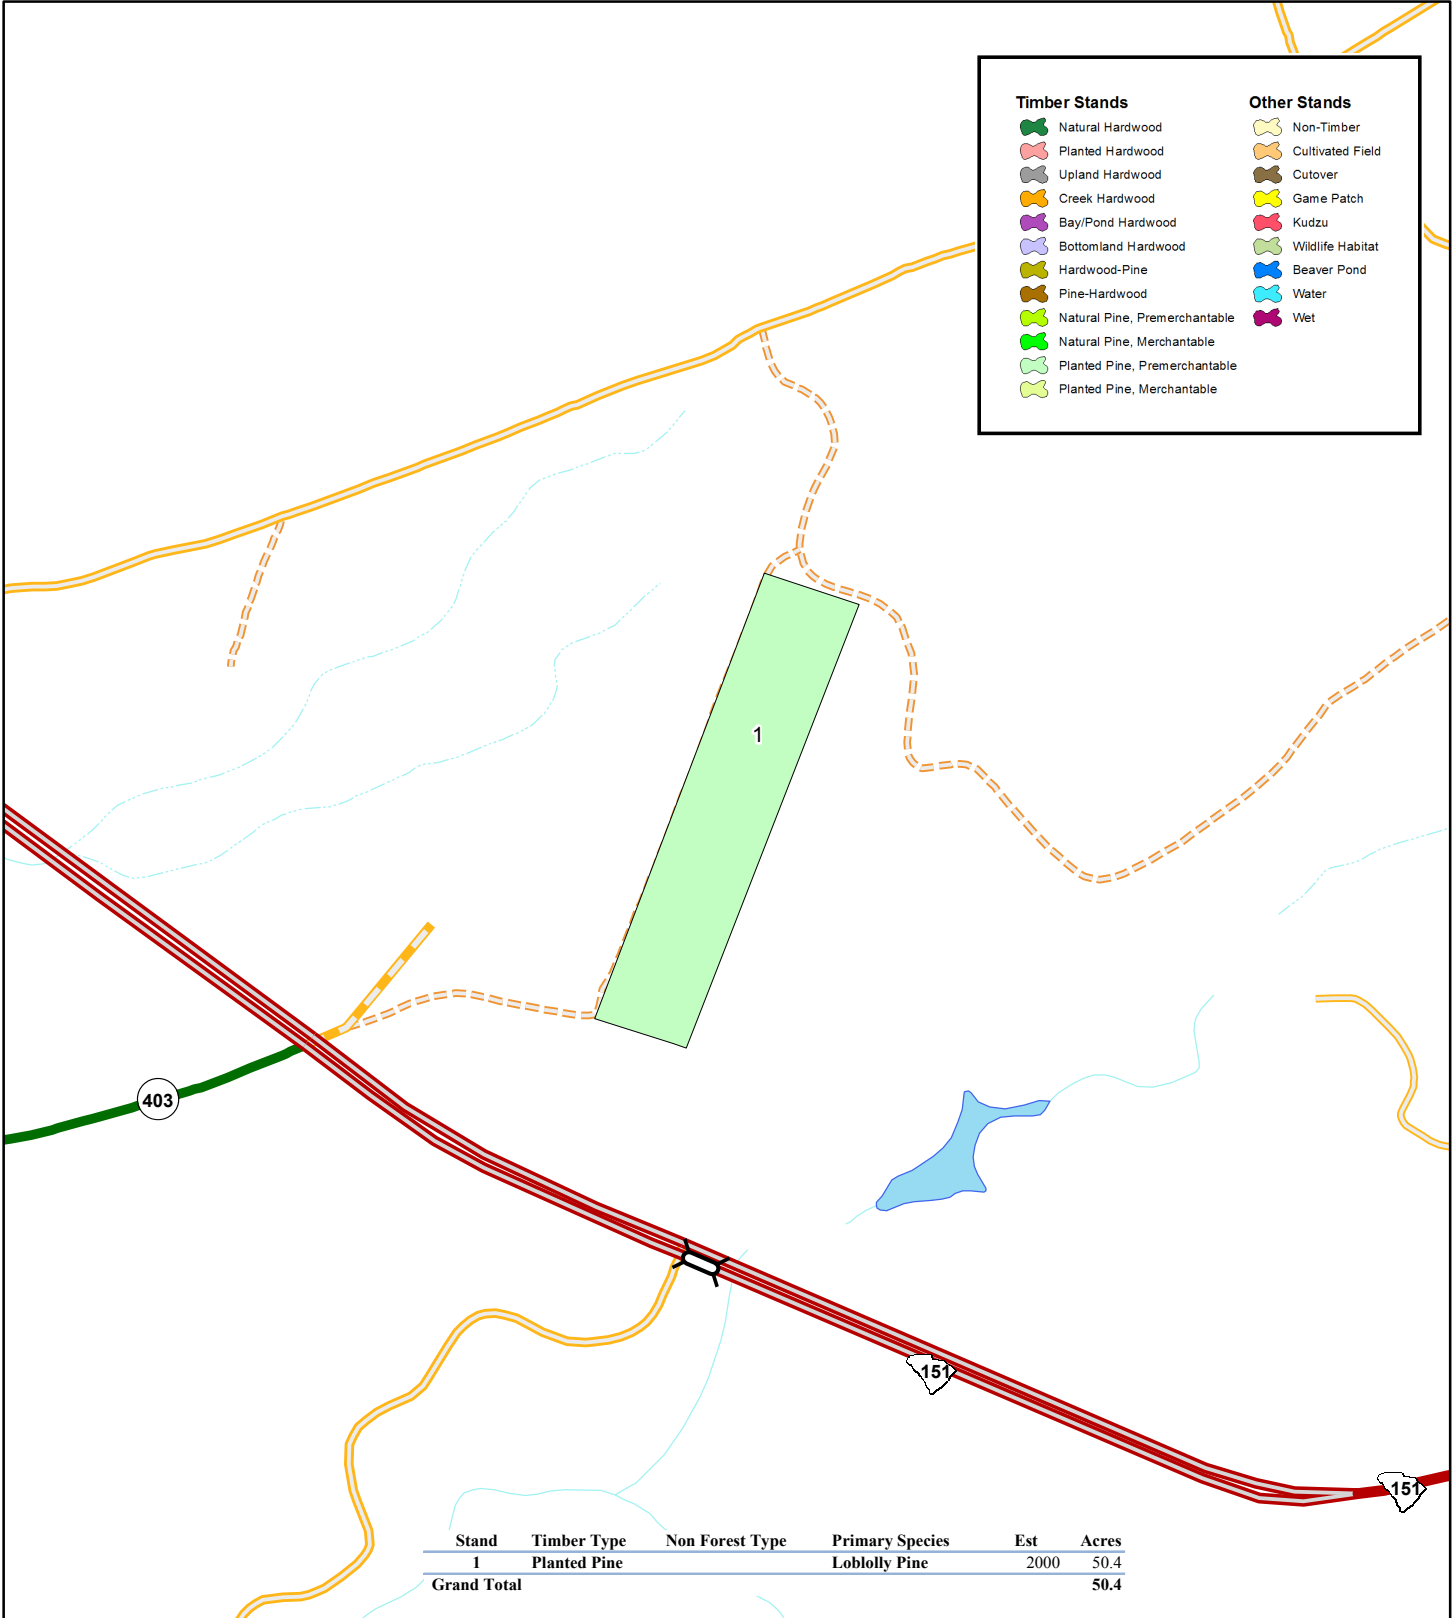 Timber Stands
Natural Hardwood
Planted Hardwood
Upland Hardwood
Creek Hardwood
Bay/Pond Hardwood
Bottomland Hardwood
Hardwood-Pine
Pine-Hardwood
Natural Pine, Premerchantable
Natural Pine, Merchantable
Planted Pine, Premerchantable
Planted Pine, Merchantable
Other Stands
Non-Timber
Cultivated Field
Cutover
Game Patch
Kudzu
Wildlife Habitat
Beaver Pond
Water
Wet
1
403
151
151
Stand Timber Type Non Forest Type Primary Species Est Acres
1 Planted Pine Loblolly Pine 2000 50.4
Grand Total 50.4